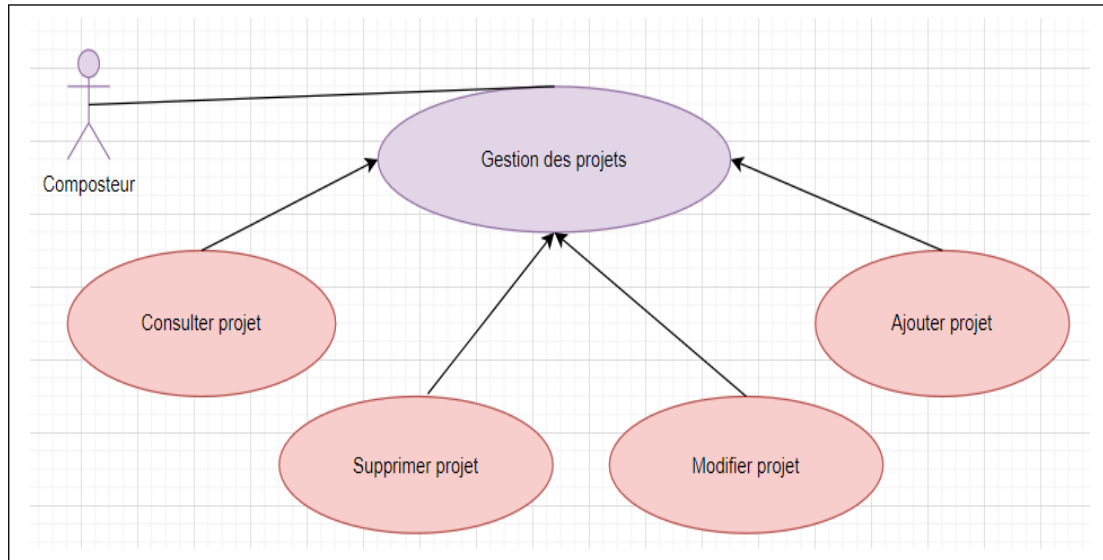 Gestion des projets
Composteur
Consulter projet
Ajouter projet
Supprimer projet
Modifier projet